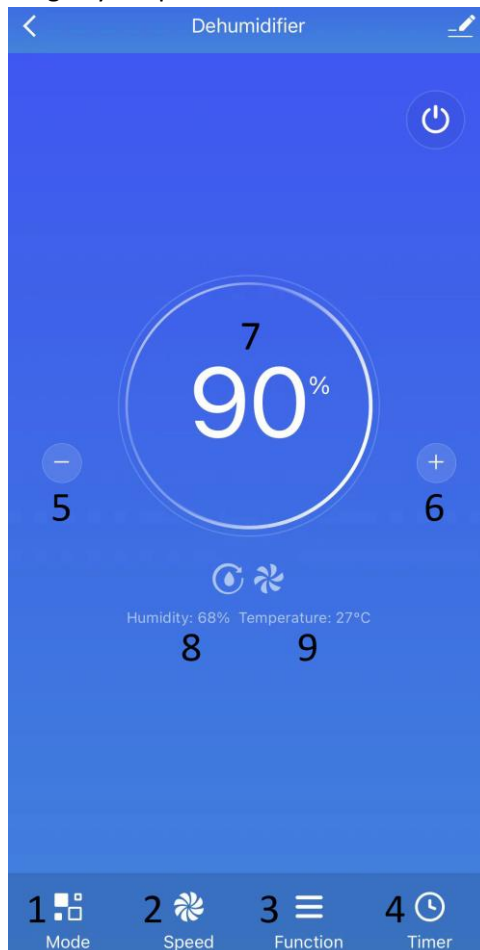 Dehumidifier
7
90%
5
6
Humidity: 68% Temperature: 27°C
8 9
1 2 3 4
Mode Speed Function Timer